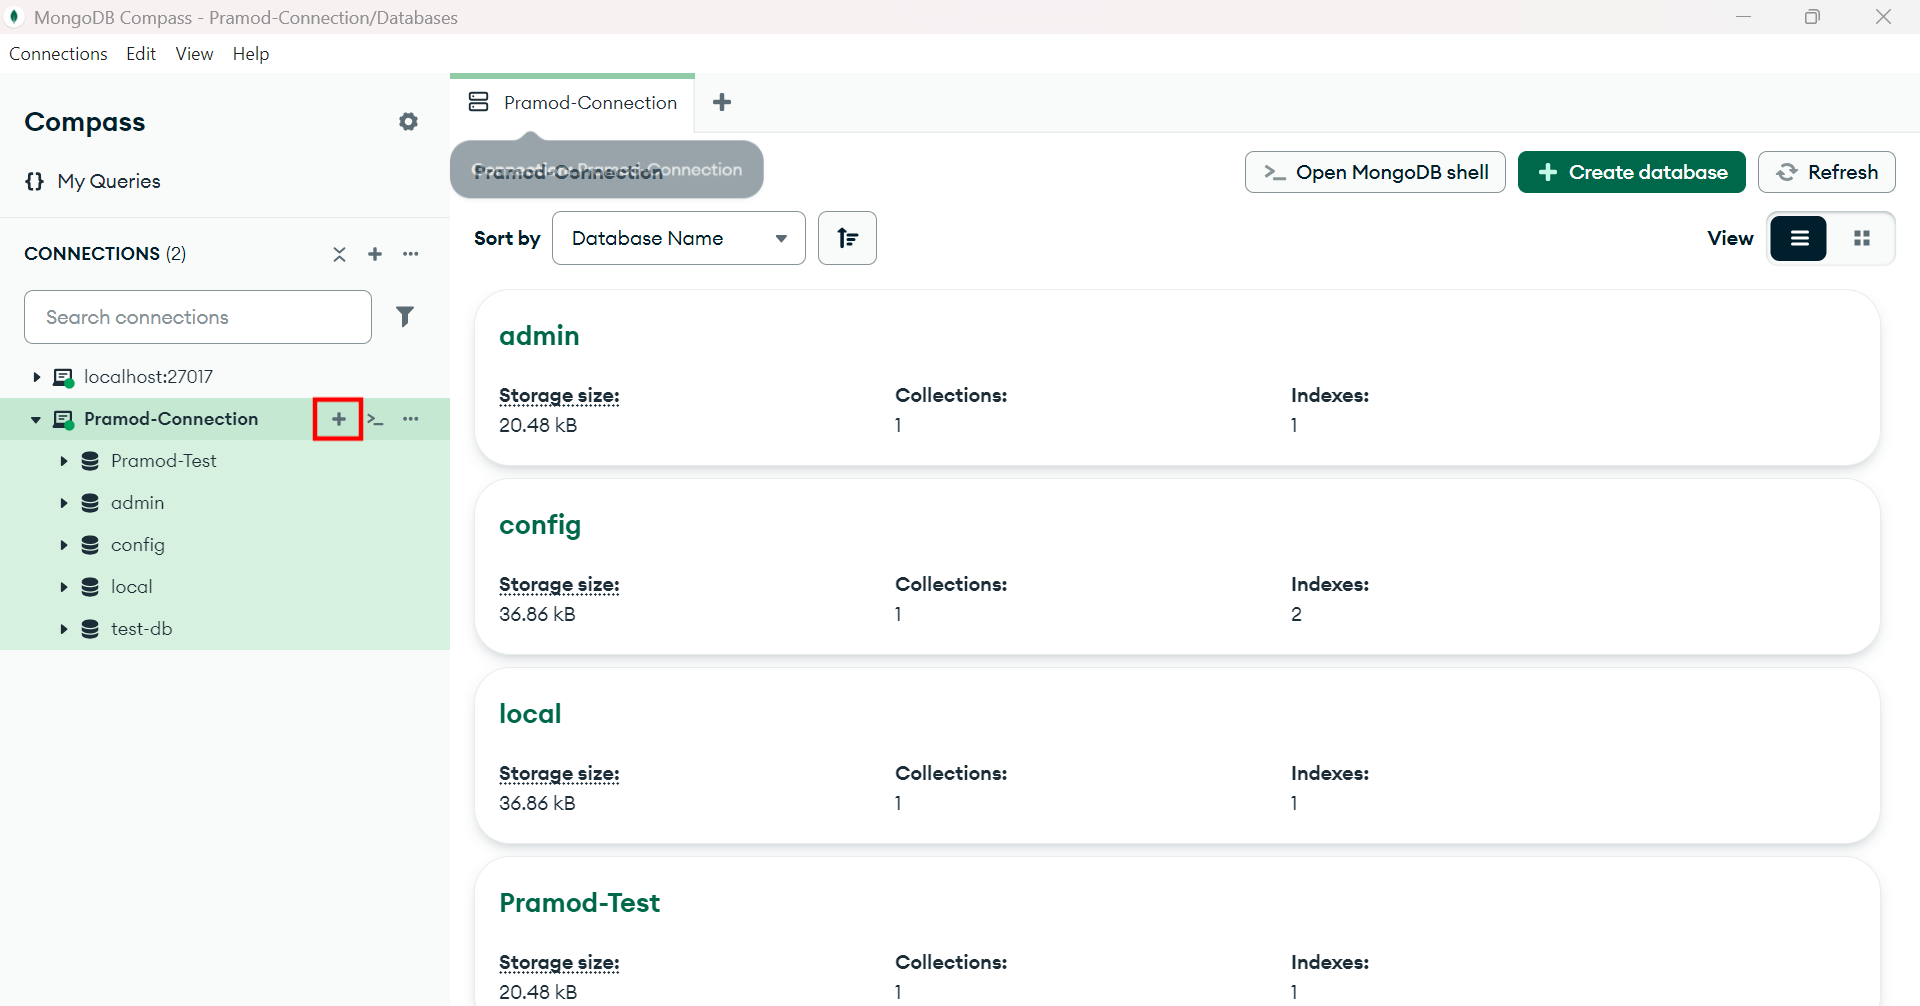 MongoDB Compass - Pramod-Connection/Databases
Connections Edit View Help
Compass
{} My Queries
CONNECTIONS (2)
Search connections
localhost:27017
Pramod-Connection
Pramod-Test
admin
config
local
test-db
Pramod-Connection
Connection: Pramod-Connection
Pramod-Connection
>_ Open MongoDB shell
+ Create database
Refresh
Sort by
Database Name
View
admin
Storage size: Collections: Indexes:
20.48 kB 1 1
config
Storage size: Collections: Indexes:
36.86 kB 1 2
local
Storage size: Collections: Indexes:
36.86 kB 1 1
Pramod-Test
Storage size: Collections: Indexes:
20.48 kB 1 1